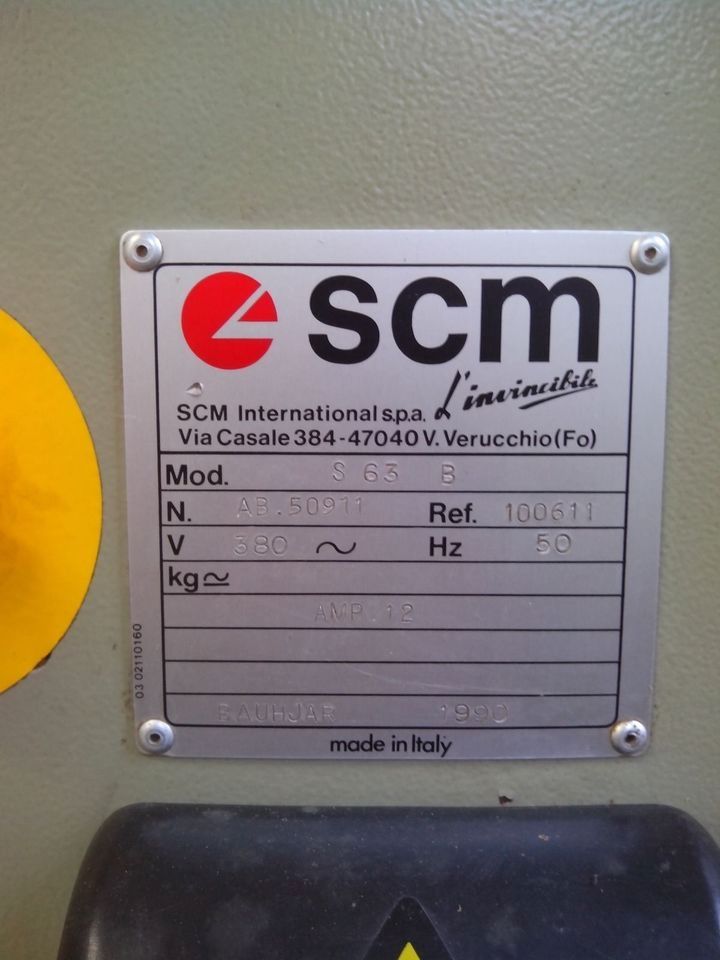 scm
L'invincibile
SCM International s.p.a.
Via Casale 384-47040 V. Verucchio (Fo)
Mod. S 63 B
N. AB.50911 Ref. 100611
V 380 ~ Hz 50
kg≃
AMP.12
BAUHJAR 1990
made in Italy
03 02110160